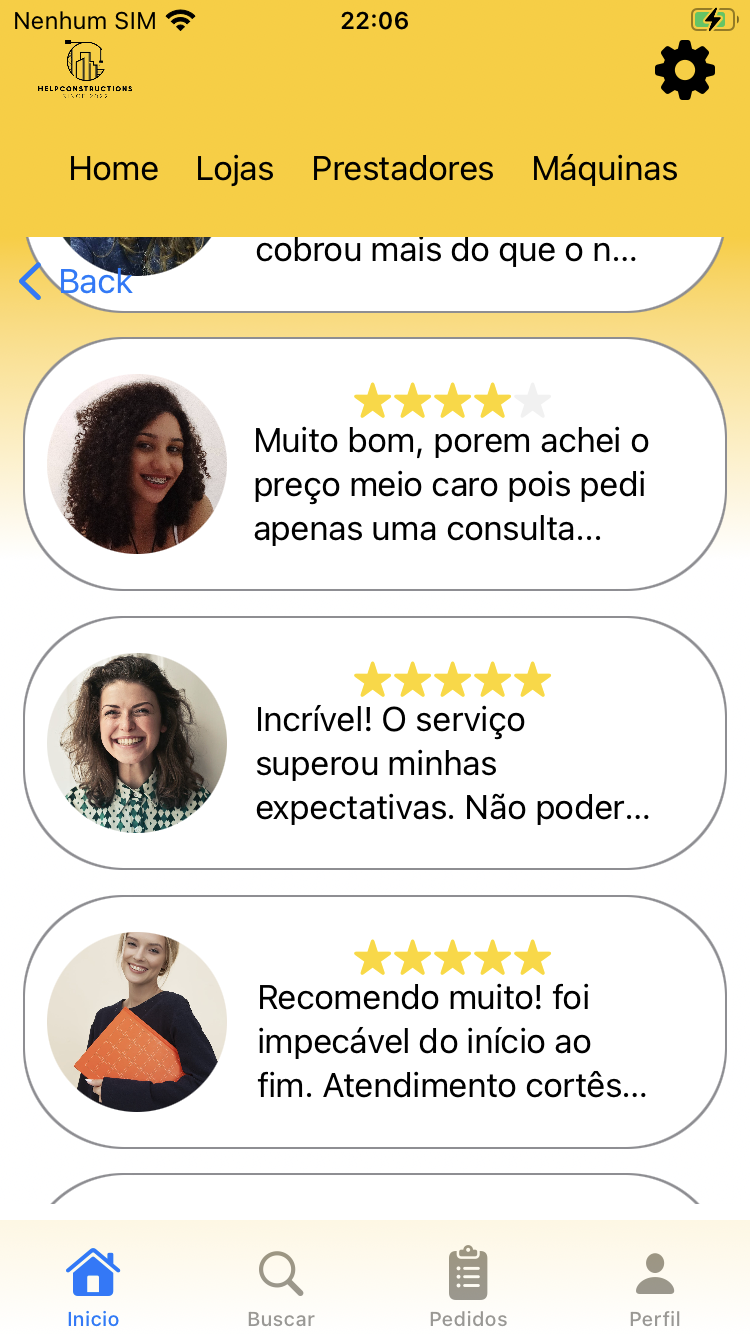 Nenhum SIM
22:06
HELPCONSTRUCTIONS
SINCE 2022
Home Lojas Prestadores Máquinas
cobrou mais do que o n...
Back
Muito bom, porem achei o
preço meio caro pois pedi
apenas uma consulta...
Incrível! O serviço
superou minhas
expectativas. Não poder...
Recomendo muito! foi
impecável do início ao
fim. Atendimento cortês...
Inicio Buscar Pedidos Perfil